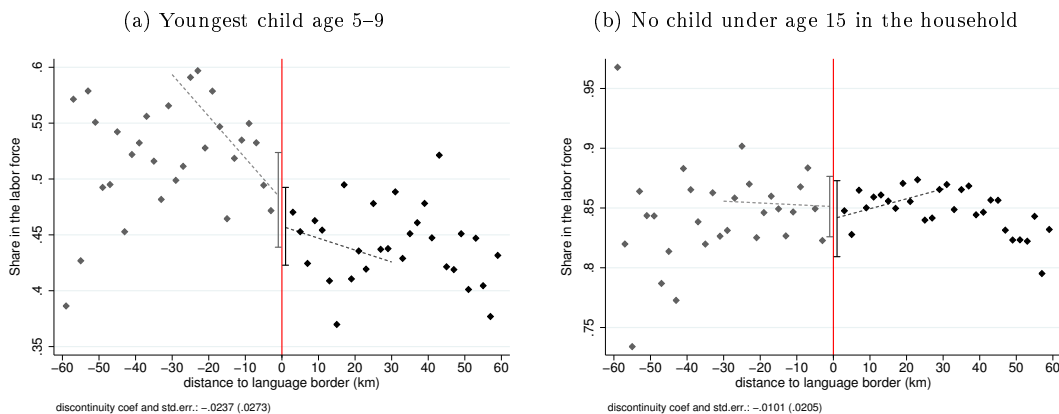 (a) Youngest child age 5–9
Share in the labor force
.6
.55
.5
.45
.4
.35
−60 −50 −40 −30 −20 −10 0 10 20 30 40 50 60
distance to language border (km)
discontinuity coef and std.err.: −.0237 (.0273)
(b) No child under age 15 in the household
Share in the labor force
.95
.9
.85
.8
.75
−60 −50 −40 −30 −20 −10 0 10 20 30 40 50 60
distance to language border (km)
discontinuity coef and std.err.: −.0101 (.0205)